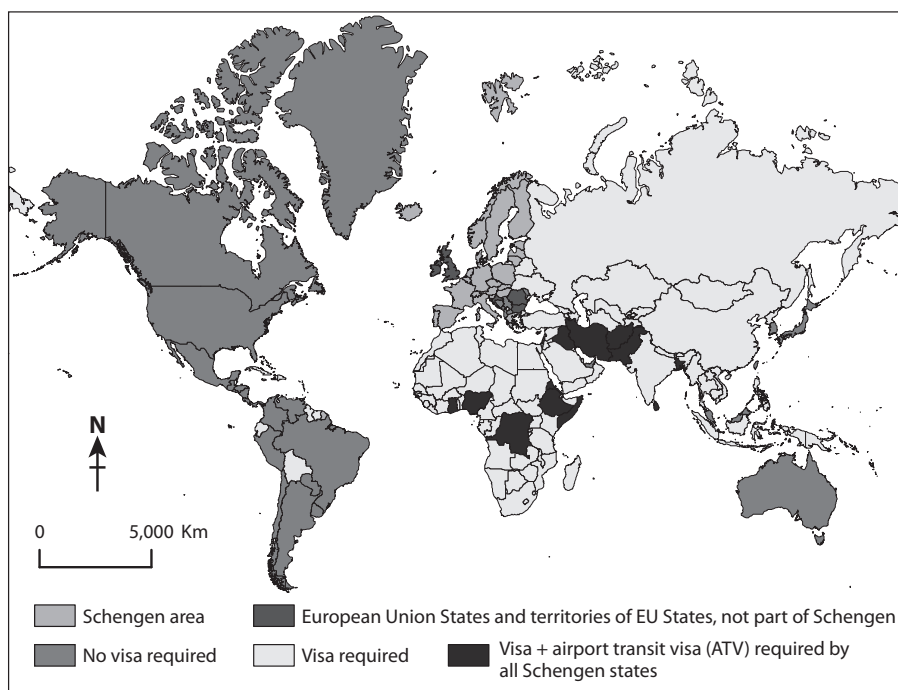 N
0 5,000 Km
Schengen area
European Union States and territories of EU States, not part of Schengen
No visa required
Visa required
Visa + airport transit visa (ATV) required by
all Schengen states